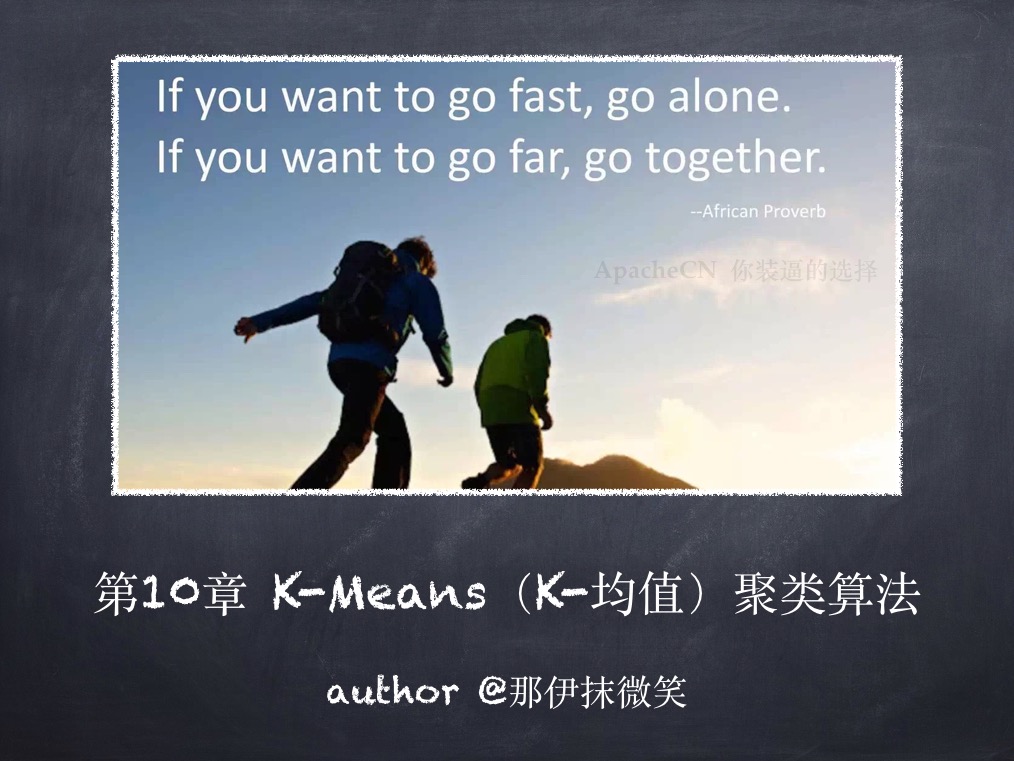 If you want to go fast, go alone.
If you want to go far, go together.
--African Proverb
ApacheCN 你装逼的选择
第10章 K-Means（K-均值）聚类算法
author @那伊抹微笑